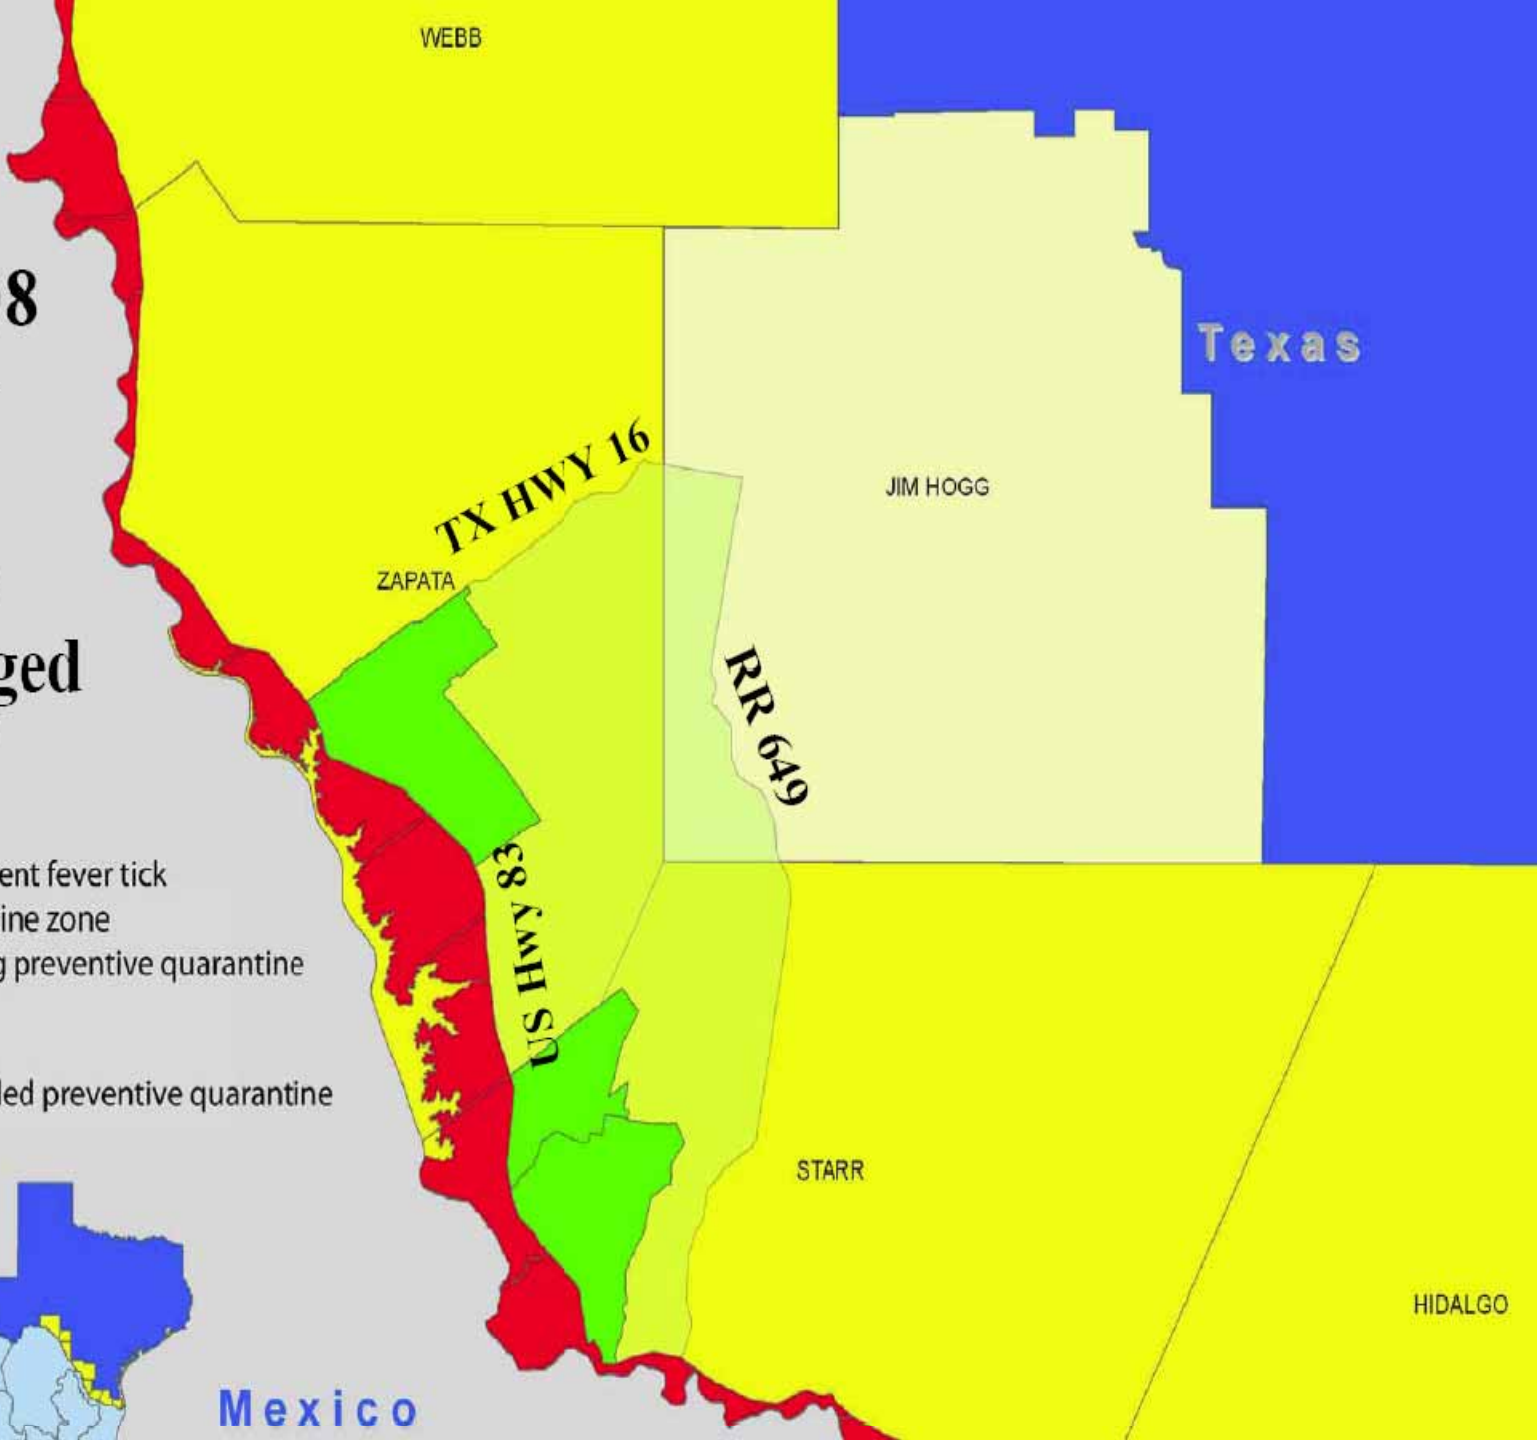 WEBB
8
Texas
TX HWY 16
JIM HOGG
ZAPATA
ged
RR 649
US Hwy 83
ent fever tick
ine zone
g preventive quarantine
led preventive quarantine
STARR
HIDALGO
Mexico